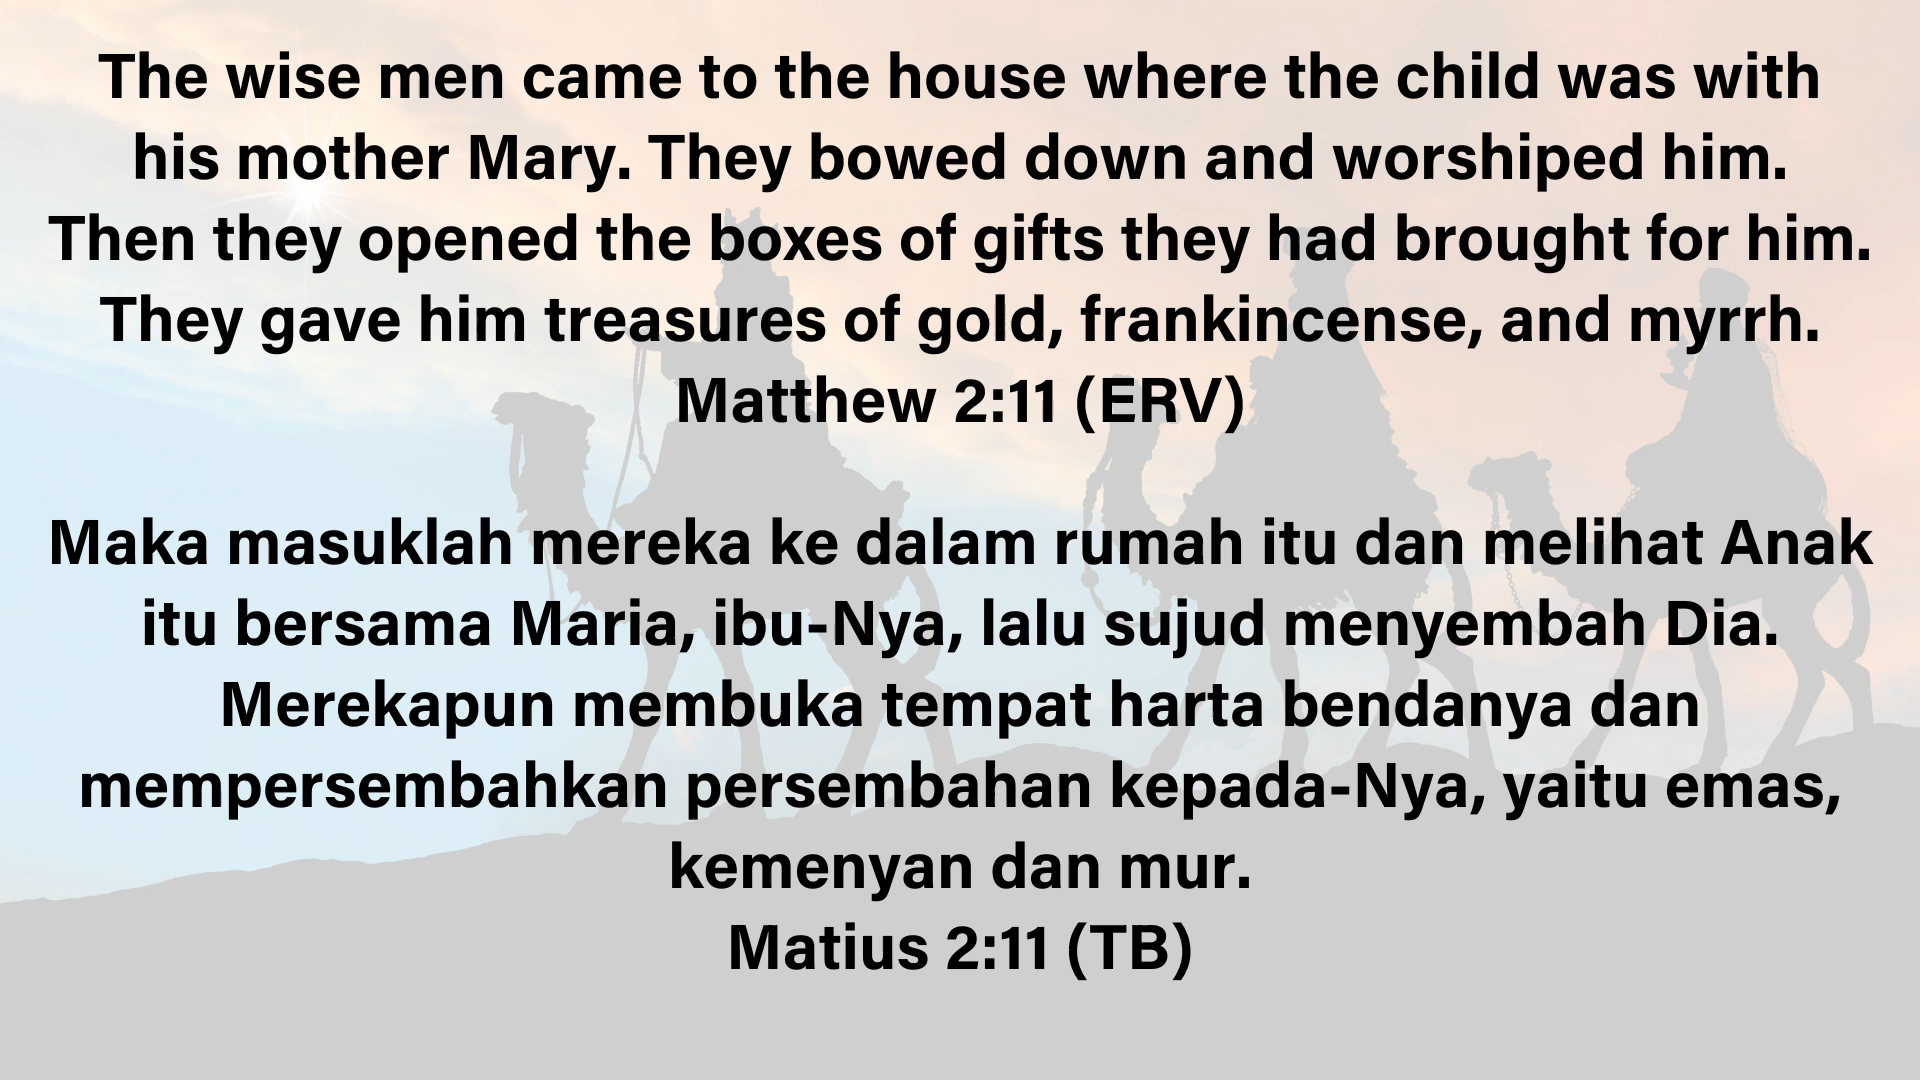 The wise men came to the house where the child was with
his mother Mary. They bowed down and worshiped him.
Then they opened the boxes of gifts they had brought for him.
They gave him treasures of gold, frankincense, and myrrh.
Matthew 2:11 (ERV)
Maka masuklah mereka ke dalam rumah itu dan melihat Anak
itu bersama Maria, ibu-Nya, lalu sujud menyembah Dia.
Merekapun membuka tempat harta bendanya dan
mempersembahkan persembahan kepada-Nya, yaitu emas,
kemenyan dan mur.
Matius 2:11 (TB)